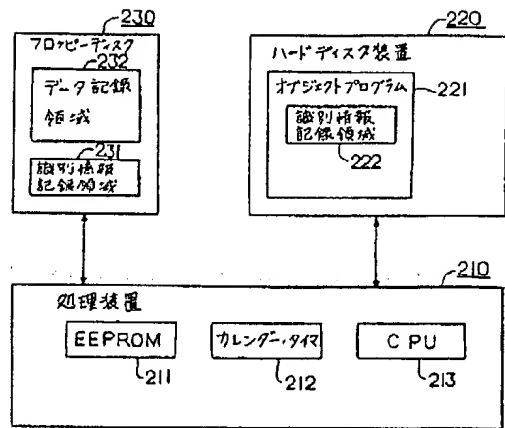 230
フロッピーディスク
232
データ記録
領域
231
識別情報
記録領域
220
ハードディスク装置
オブジェクトプログラム
221
識別情報
記録領域
222
210
処理装置
EEPROM
211
カレンダー・タイマ
212
CPU
213